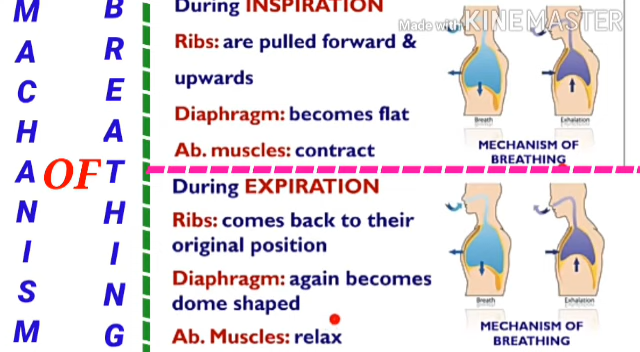 MACHANISM
OF
BREATHING
During INSPIRATION
Ribs: are pulled forward &
upwards
Diaphragm: becomes flat
Ab. muscles: contract
Made with KINEMASTER
Breath
Exhalation
MECHANISM OF
BREATHING
During EXPIRATION
Ribs: comes back to their
original position
Diaphragm: again becomes
dome shaped
Ab. Muscles: relax
Breath
Exhalation
MECHANISM OF
BREATHING